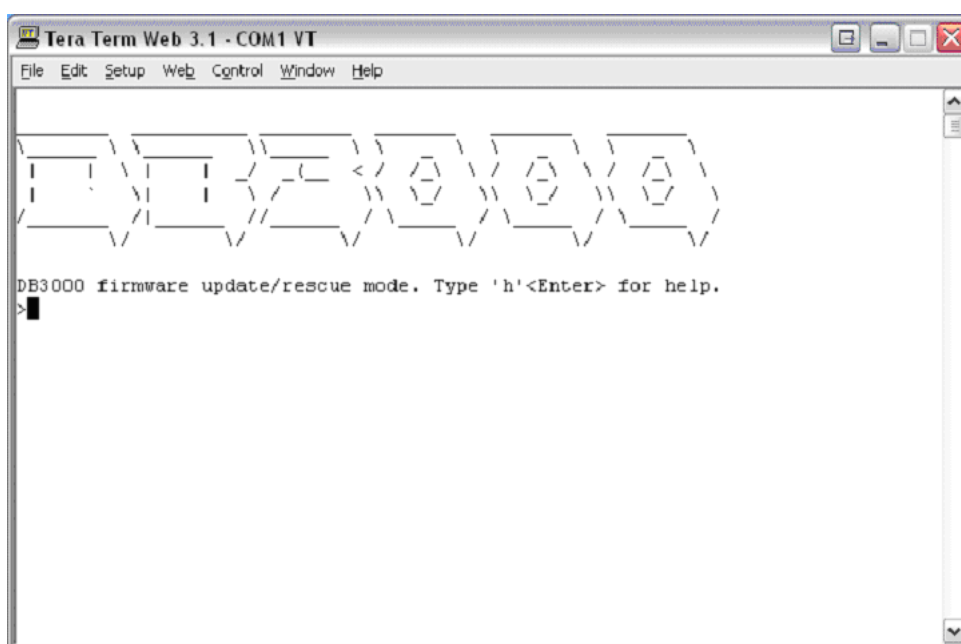 Tera Term Web 3.1 - COM1 VT
File Edit Setup Web Control Window Help
DB3000
DB3000 firmware update/rescue mode. Type 'h'<Enter> for help.
>